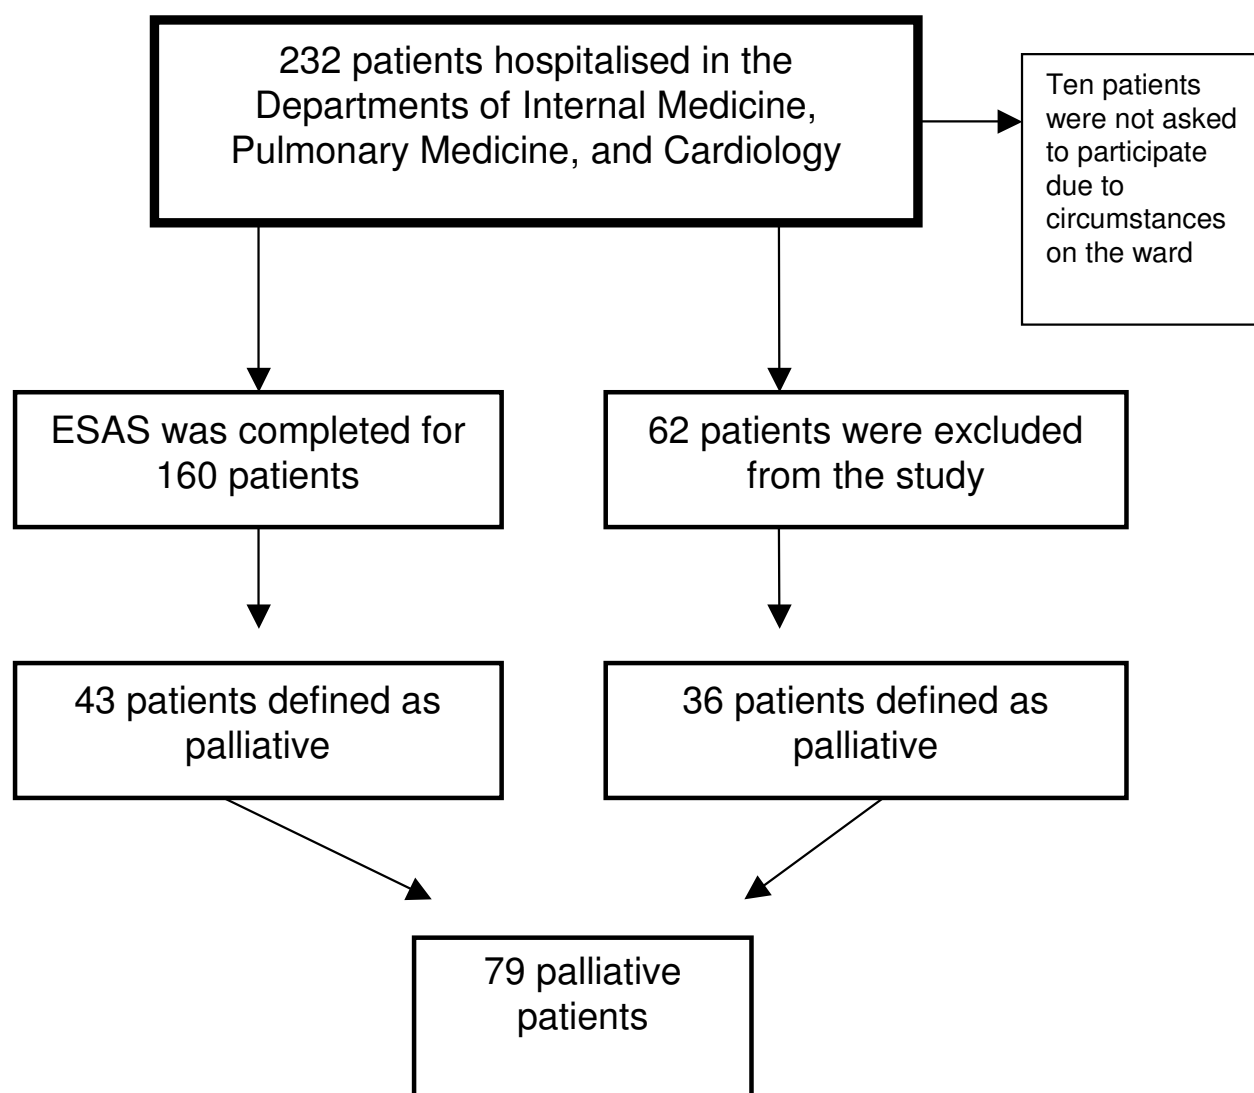 232 patients hospitalised in the
Departments of Internal Medicine,
Pulmonary Medicine, and Cardiology
Ten patients
were not asked
to participate
due to
circumstances
on the ward
ESAS was completed for
160 patients
62 patients were excluded
from the study
43 patients defined as
palliative
36 patients defined as
palliative
79 palliative
patients